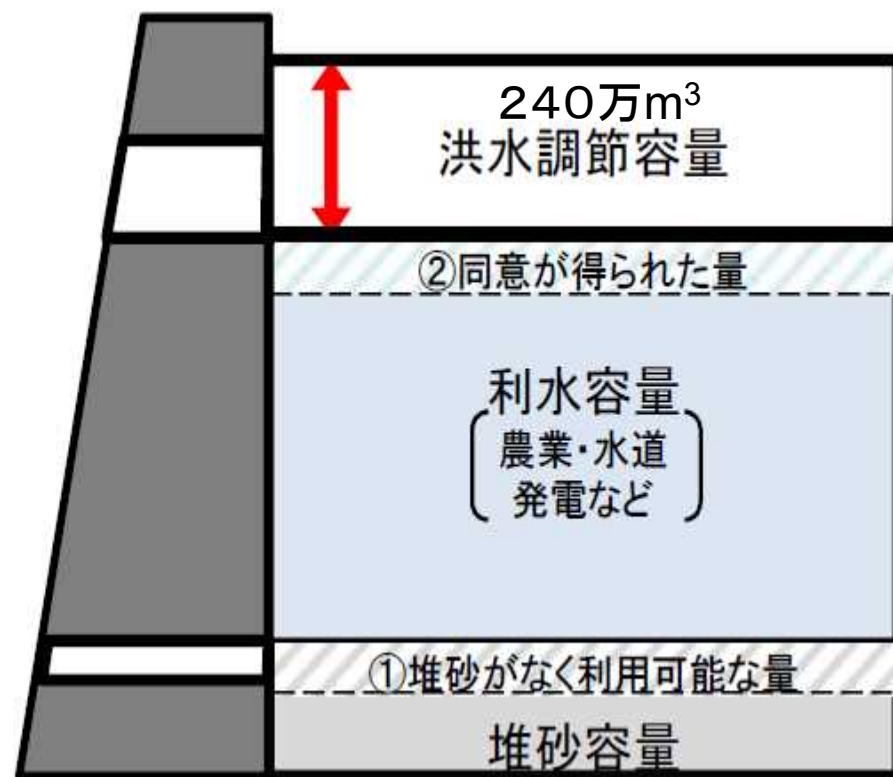 240万m³
洪水調節容量
②同意が得られた量
利水容量
農業・水道
発電など
①堆砂がなく利用可能な量
堆砂容量